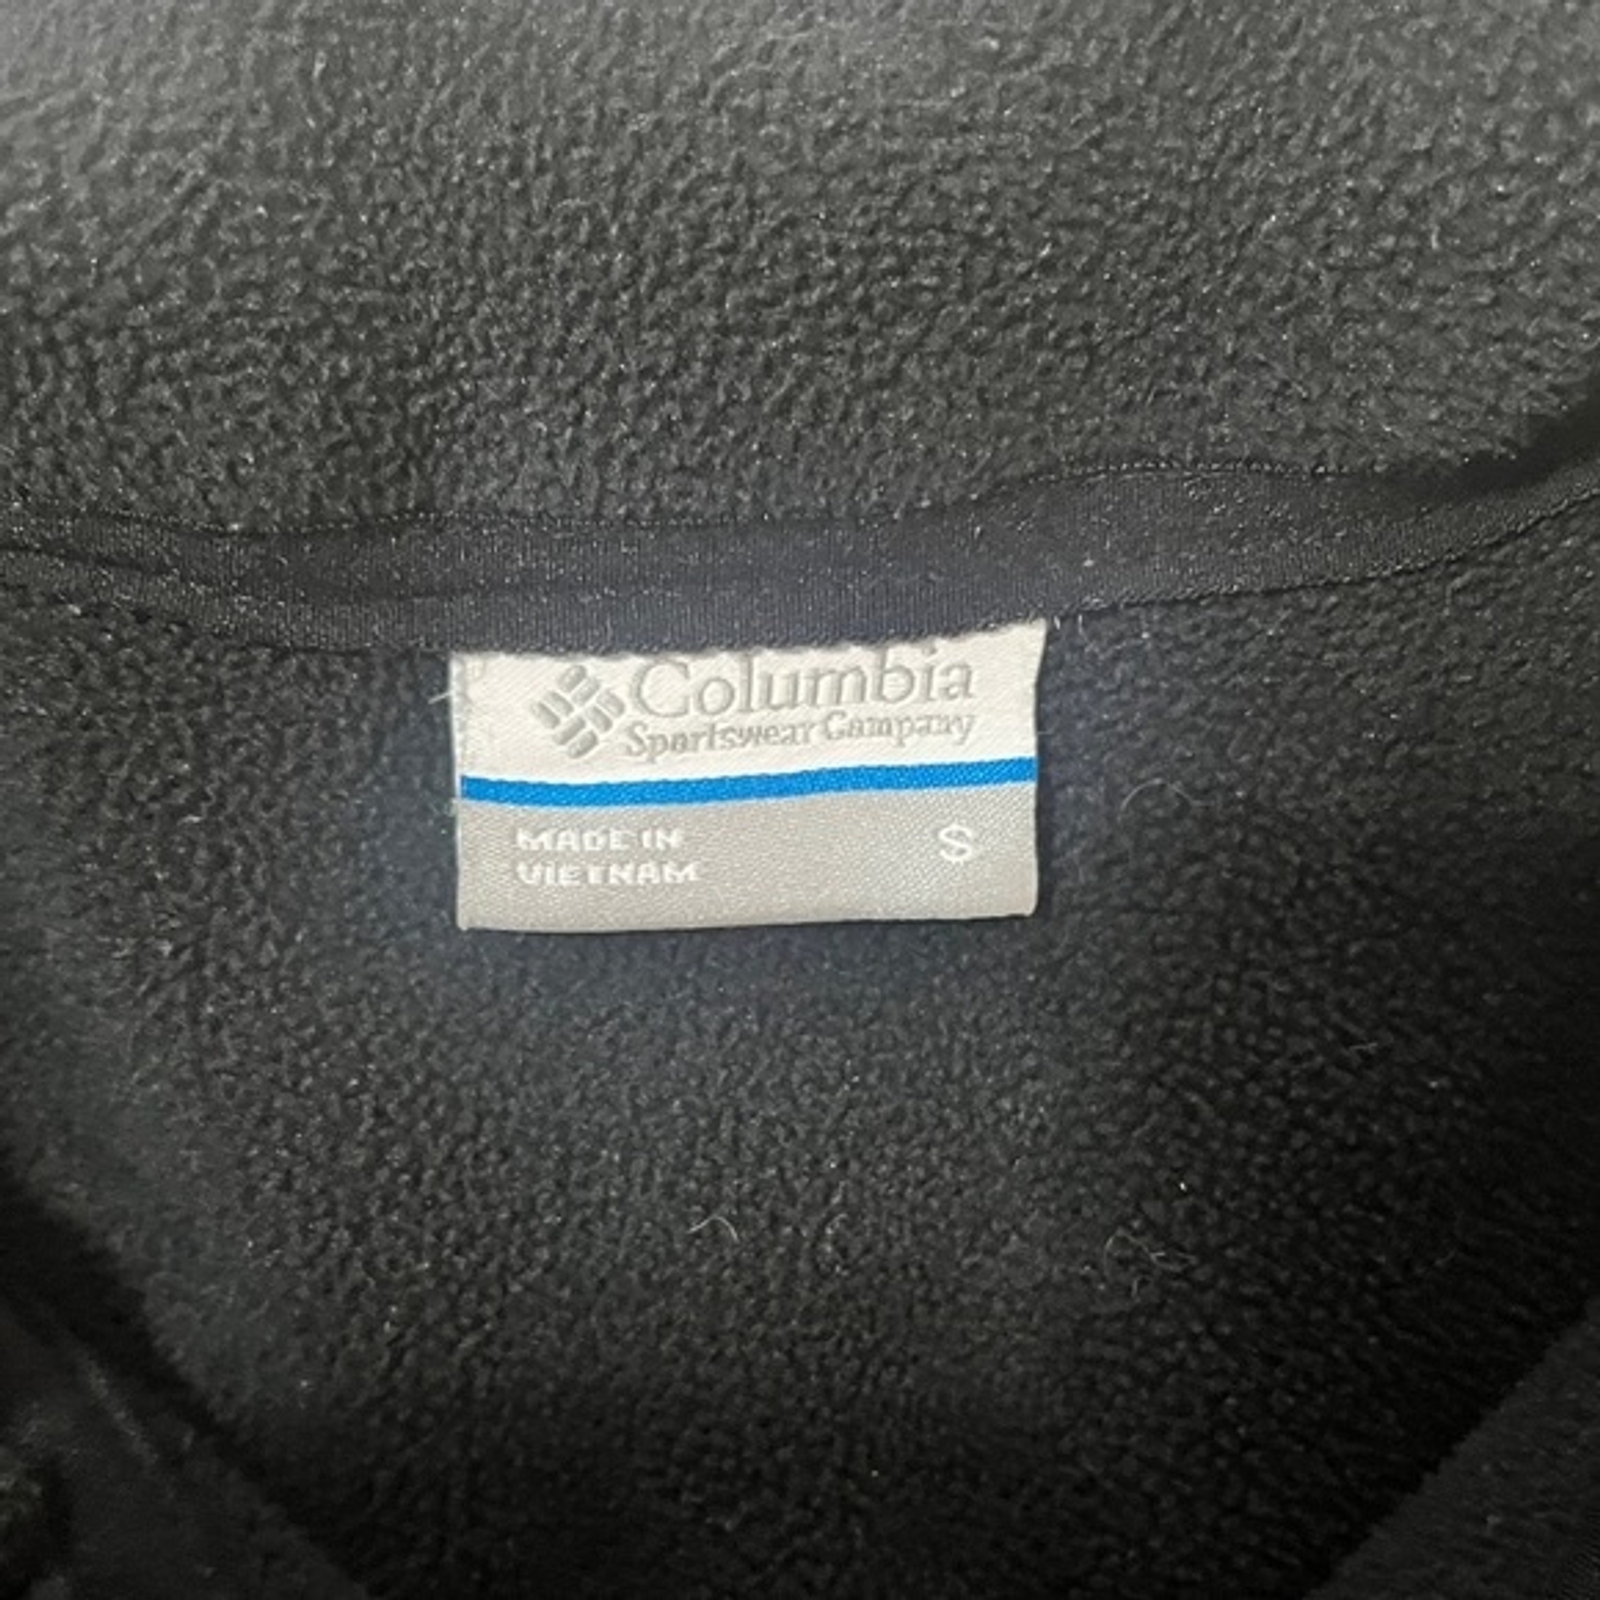 Columbia
Sportswear Company
MADE IN
VIETNAM
S